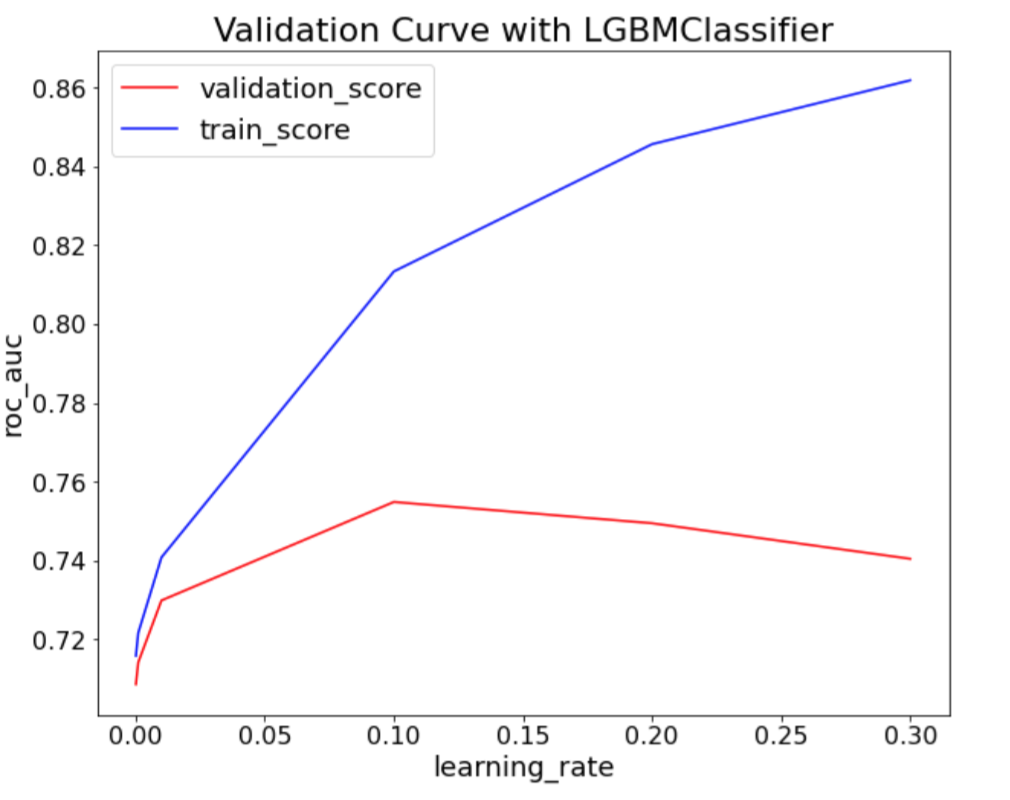 Validation Curve with LGBMClassifier
validation_score
train_score
0.86
0.84
0.82
0.80
0.78
0.76
0.74
0.72
roc_auc
0.00 0.05 0.10 0.15 0.20 0.25 0.30
learning_rate